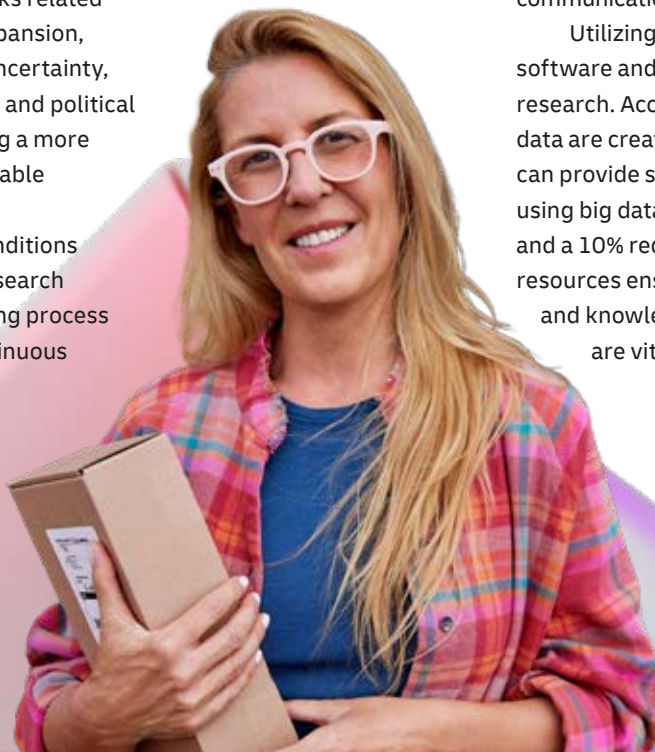 ks related
pansion,
ncertainty,
and political
g a more
able
nditions
search
ng process
inuous
communicatio
Utilizing
software and
research. Acc
data are creat
can provide s
using big data
and a 10% red
resources ens
and knowle
are vit